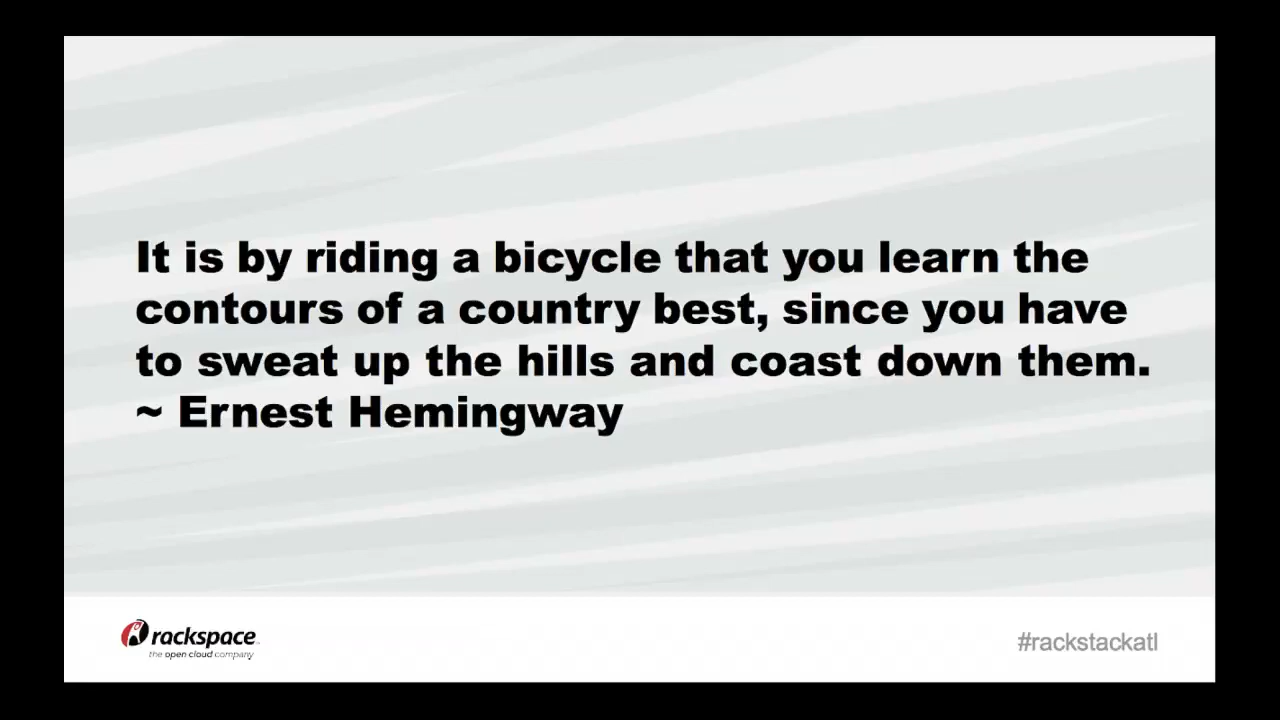 It is by riding a bicycle that you learn the
contours of a country best, since you have
to sweat up the hills and coast down them.
~ Ernest Hemingway
rackspace
the open cloud company
#rackstackatl